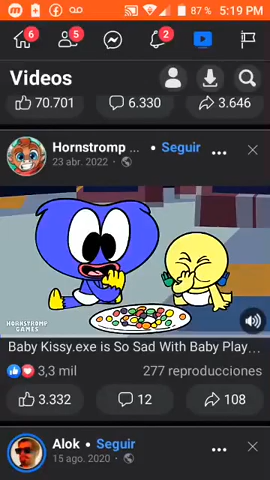 87 % 5:19 PM
6 5 2
Videos
70.701 6.330 3.646
Hornstromp ... • Seguir
23 abr. 2022 •
HORNSTROMP
GAMES
Baby Kissy.exe is So Sad With Baby Play...
3,3 mil 277 reproducciones
3.332 12 108
Alok • Seguir
15 ago. 2020 •